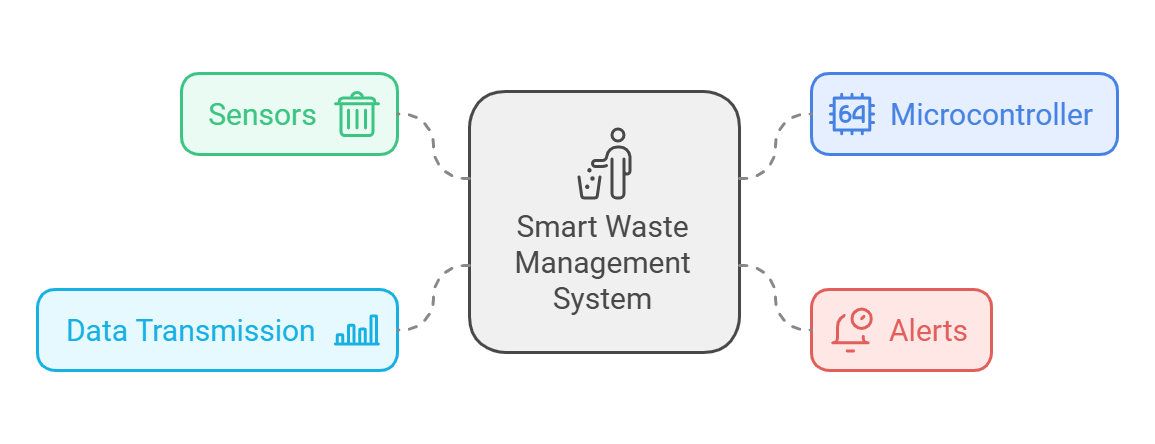 Sensors
64
Microcontroller
Smart Waste
Management
System
Data Transmission
Alerts